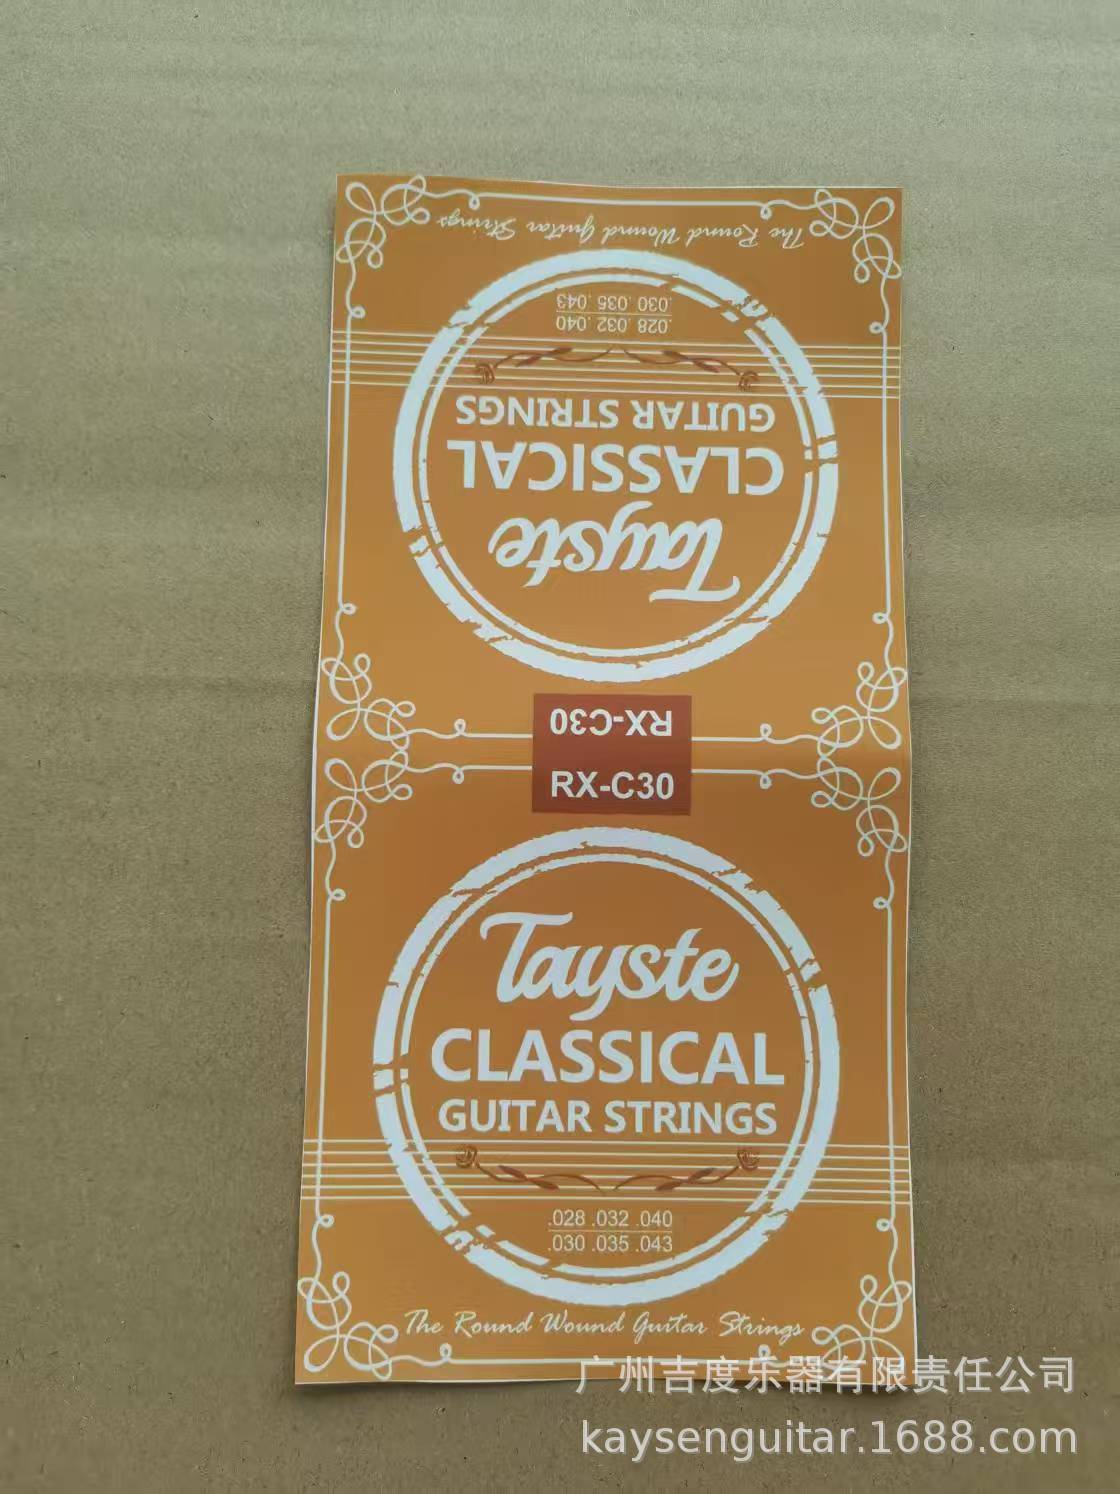 The Round Wound Guitar Strings
.030 .035 .043
.028 .032 .040
GUITAR STRINGS
CLASSICAL
Tayste
RX-C30
RX-C30
Tayste
CLASSICAL
GUITAR STRINGS
.028 .032 .040
.030 .035 .043
The Round Wound Guitar Strings
广州吉度乐器有限责任公司
kaysenguitar.1688.com